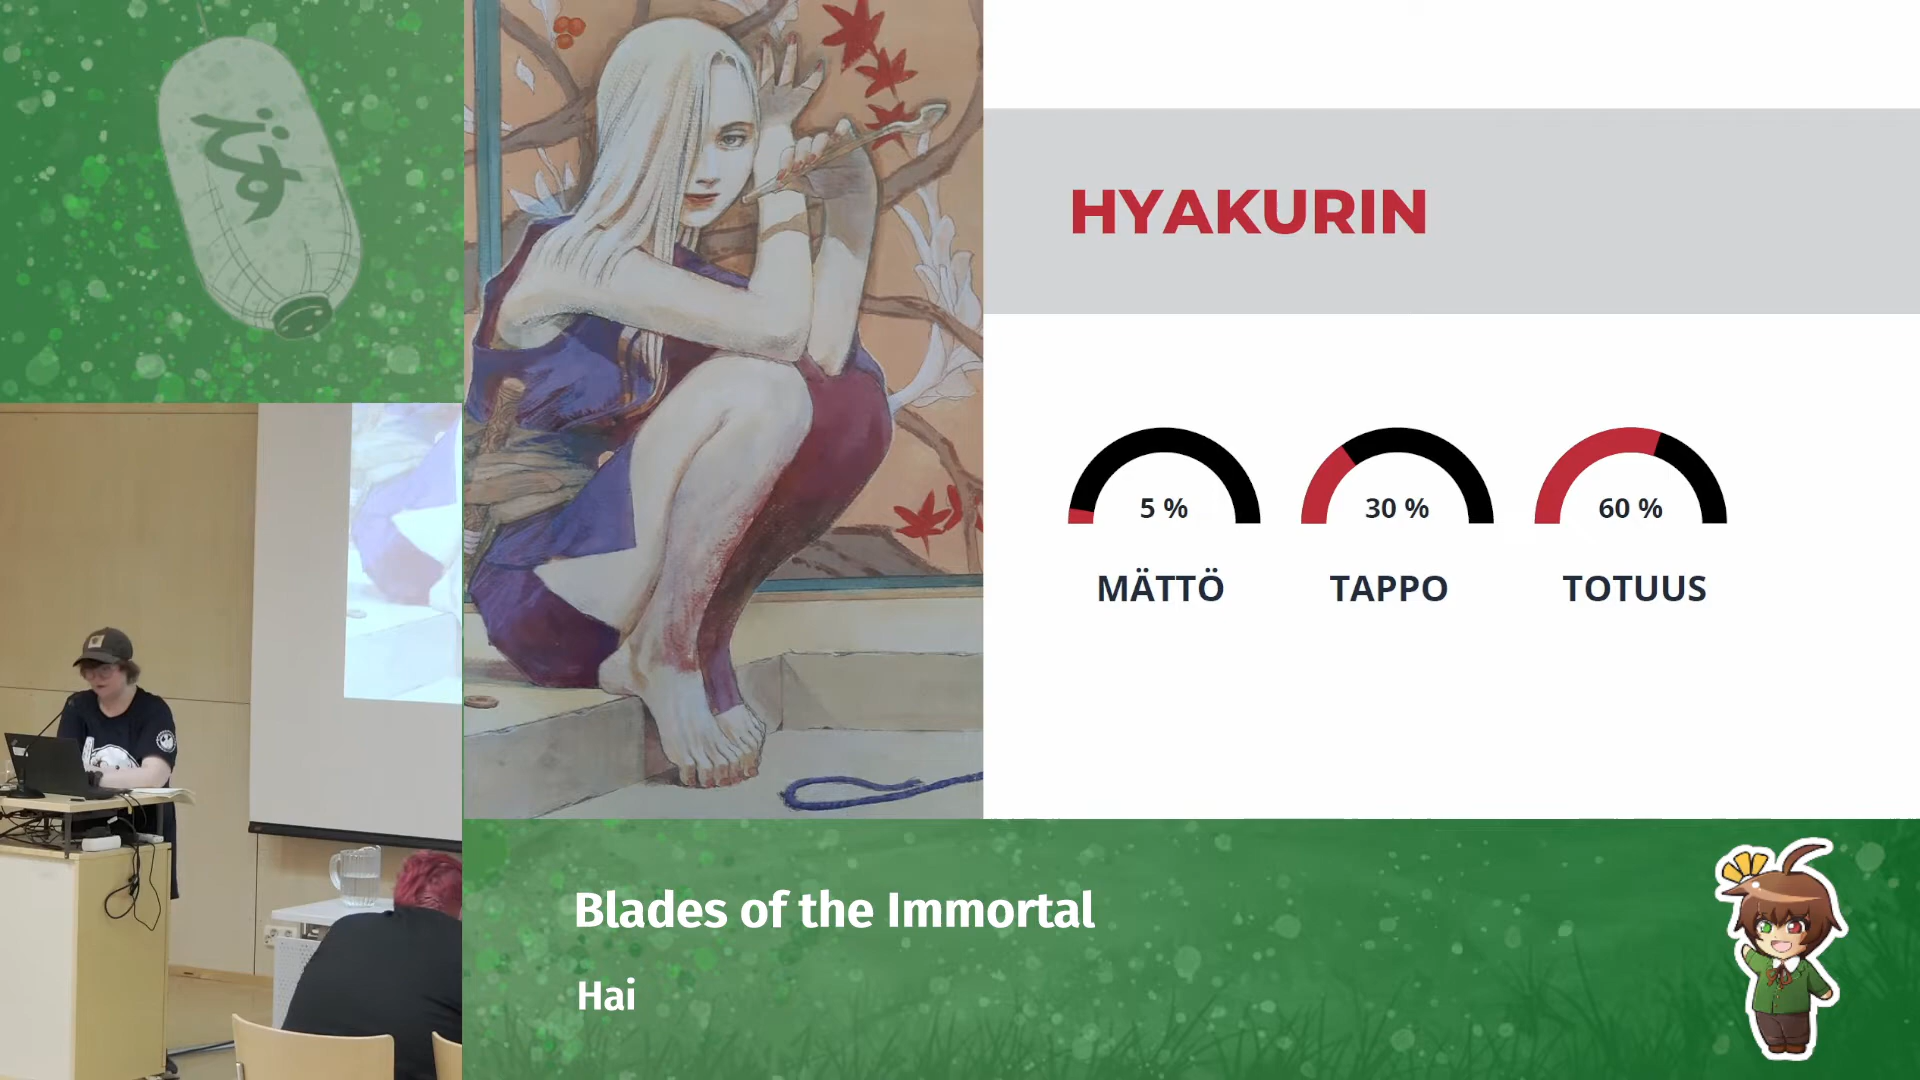 HYAKURIN
5 %
30 %
60 %
MÄTTÖ
TAPPO
TOTUUS
Blades of the Immortal
Hai